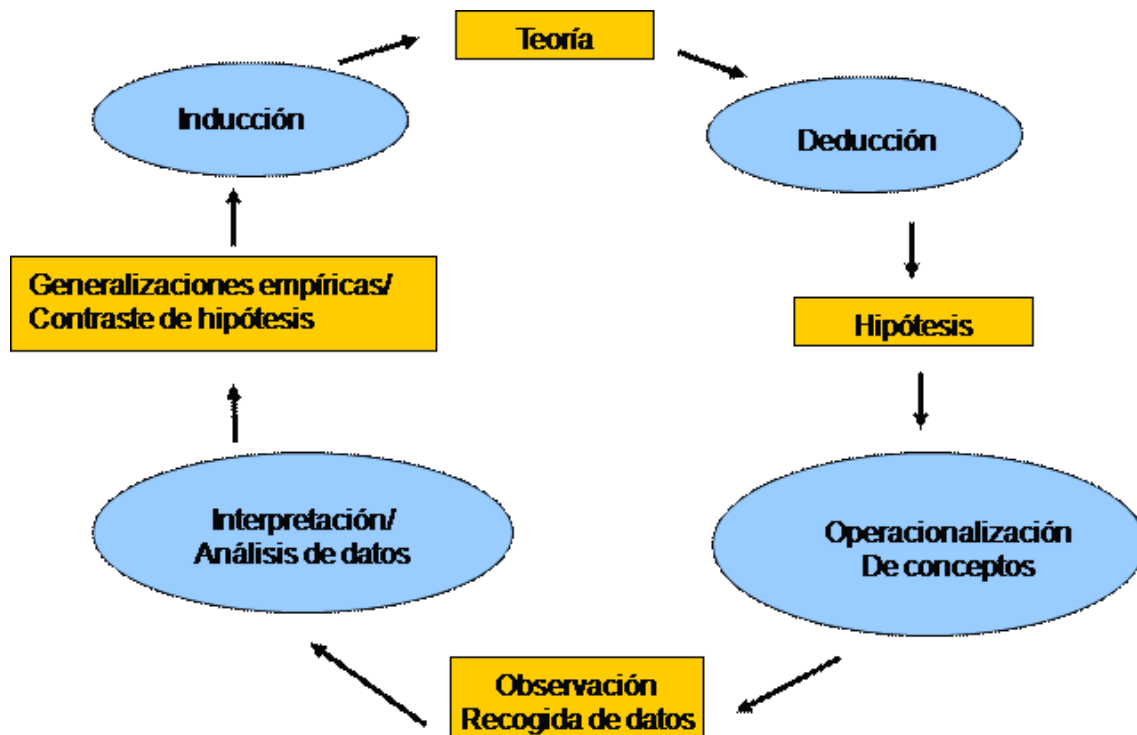 Teoría
Inducción
Deducción
Generalizaciones empíricas/
Contraste de hipótesis
Hipótesis
Interpretación/
Análisis de datos
Operacionalización
De conceptos
Observación
Recogida de datos